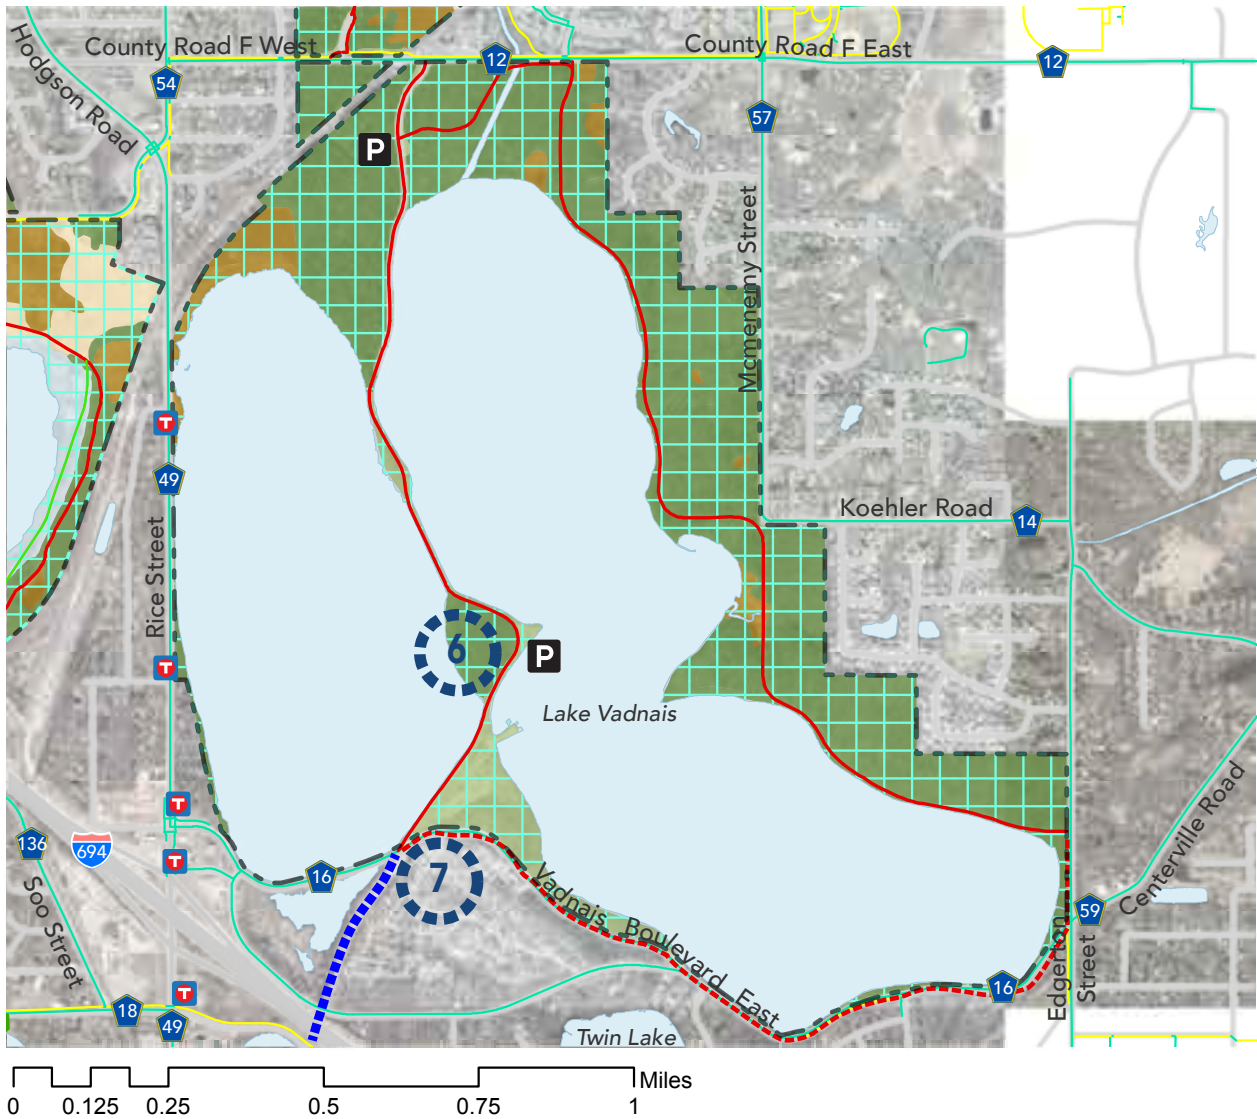 County Road F West
County Road F East
12
12
Hodgson Road
54
57
P
Mcmenemy Street
49
Koehler Road
14
Rice Street
T
T
6
P
Lake Vadnais
T
T
136
694
16
7
Soo Street
Vadnais Boulevard East
Centerville Road
59
Edgerton Street
16
T
18
49
Twin Lake
Miles
0 0.125 0.25 0.5 0.75 1